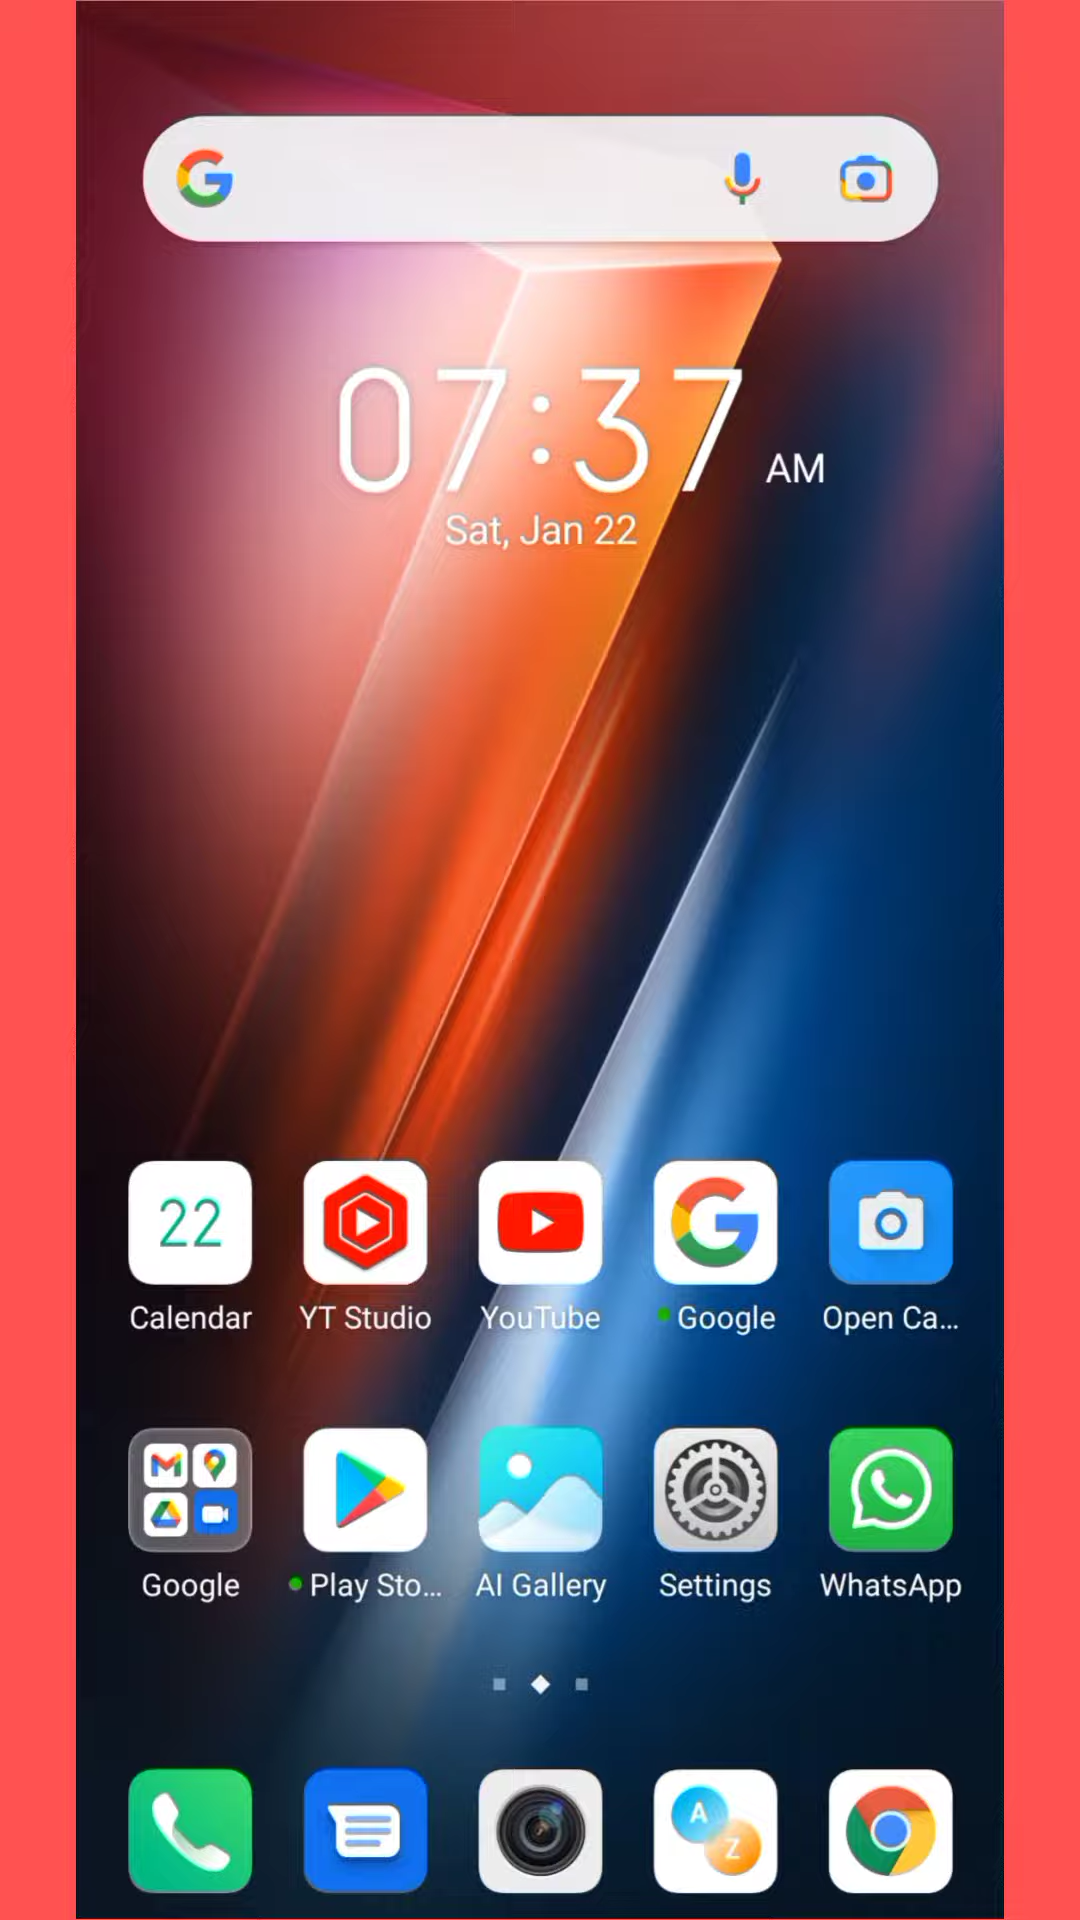 07:37 AM
Sat, Jan 22
22
Calendar
YT Studio
YouTube
Google
Open Ca...
Google
Play Sto...
AI Gallery
Settings
WhatsApp
A
Z